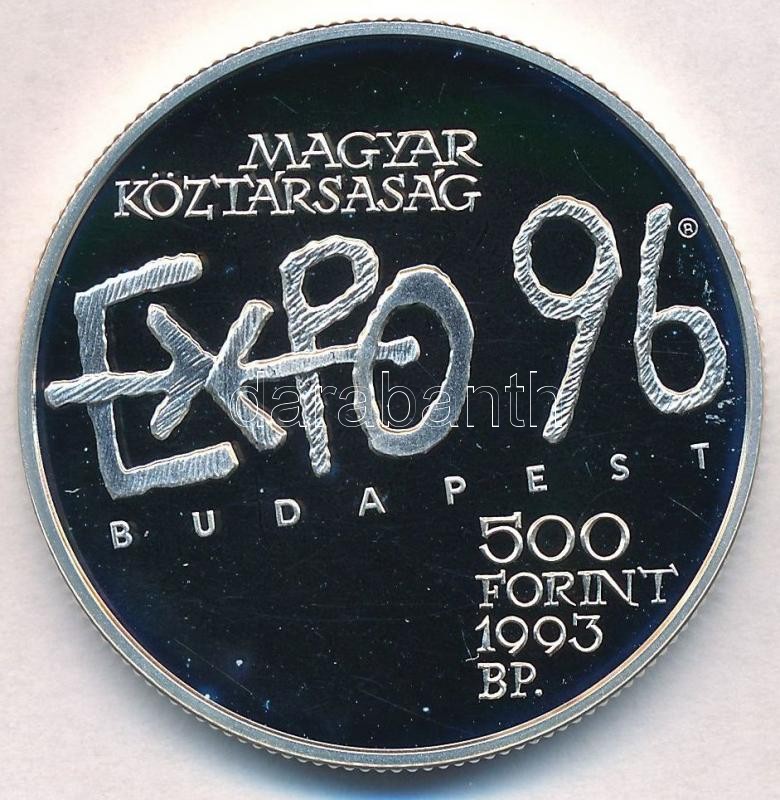 MAGYAR
KÖZTÁRSASÁG
EXPO 96 ®
darabanth
BUDAPEST
500
FORINT
1993
BP.